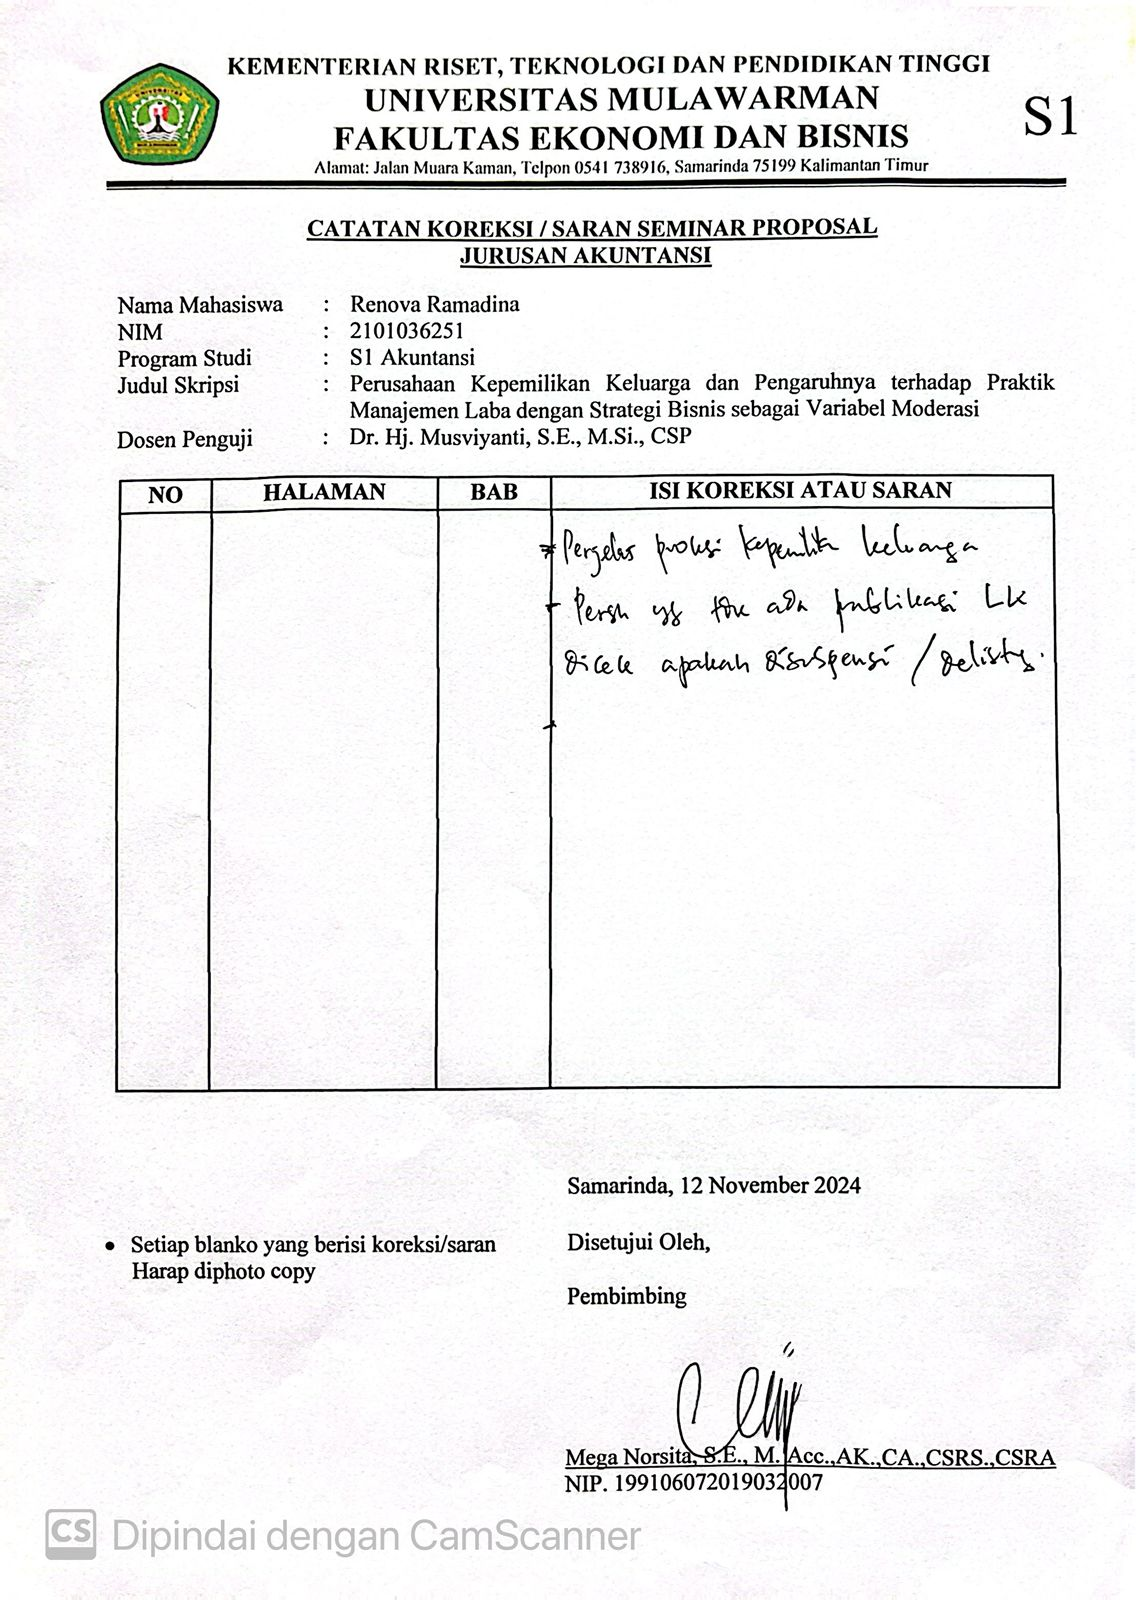 KEMENTERIAN RISET, TEKNOLOGI DAN PENDIDIKAN TINGGI
UNIVERSITAS MULAWARMAN
FAKULTAS EKONOMI DAN BISNIS
Alamat: Jalan Muara Kaman, Telpon 0541 738916, Samarinda 75199 Kalimantan Timur
S1
CATATAN KOREKSI / SARAN SEMINAR PROPOSAL
JURUSAN AKUNTANSI
Nama Mahasiswa : Renova Ramadina
NIM : 2101036251
Program Studi : S1 Akuntansi
Judul Skripsi : Perusahaan Kepemilikan Keluarga dan Pengaruhnya terhadap Praktik
Manajemen Laba dengan Strategi Bisnis sebagai Variabel Moderasi
Dosen Penguji : Dr. Hj. Musviyanti, S.E., M.Si., CSP
NO HALAMAN BAB ISI KOREKSI ATAU SARAN
proksi keluarga
- Persh yg ada publikasi LK
dicek apakah disuspensi /
Samarinda, 12 November 2024
• Setiap blanko yang berisi koreksi/saran
Harap diphoto copy
Disetujui Oleh,
Pembimbing
Mega Norsita, S.E., M. Acc.,AK.,CA.,CSRS.,CSRA
NIP. 199106072019032007
CS Dipindai dengan CamScanner